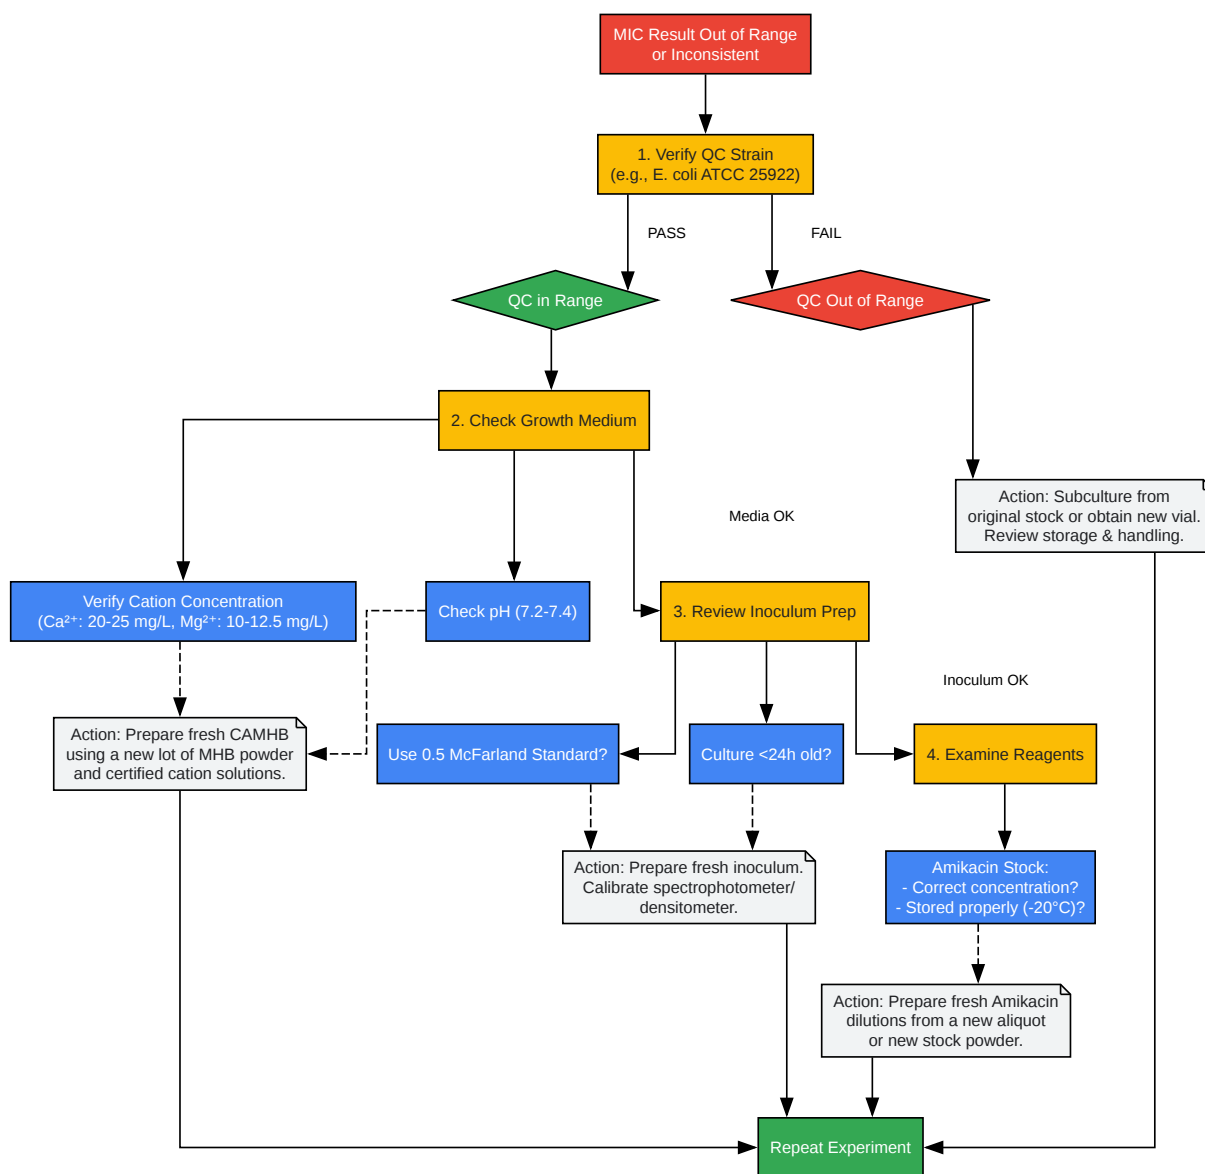 MIC Result Out of Range
or Inconsistent
1. Verify QC Strain
(e.g., E. coli ATCC 25922)
PASS
FAIL
QC in Range
QC Out of Range
2. Check Growth Medium
Media OK
Action: Subculture from
original stock or obtain new vial.
Review storage & handling.
Verify Cation Concentration
(Ca²⁺: 20-25 mg/L, Mg²⁺: 10-12.5 mg/L)
Check pH (7.2-7.4)
3. Review Inoculum Prep
Inoculum OK
Action: Prepare fresh CAMHB
using a new lot of MHB powder
and certified cation solutions.
Use 0.5 McFarland Standard?
Culture <24h old?
4. Examine Reagents
Action: Prepare fresh inoculum.
Calibrate spectrophotometer/
densitometer.
Amikacin Stock:
- Correct concentration?
- Stored properly (-20°C)?
Action: Prepare fresh Amikacin
dilutions from a new aliquot
or new stock powder.
Repeat Experiment